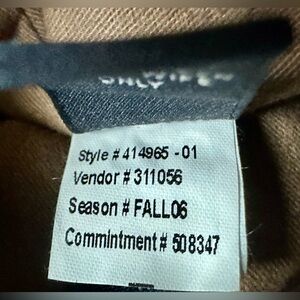 Style # 414965 -01
Vendor # 311056
Season # FALL06
Commintment # 508347